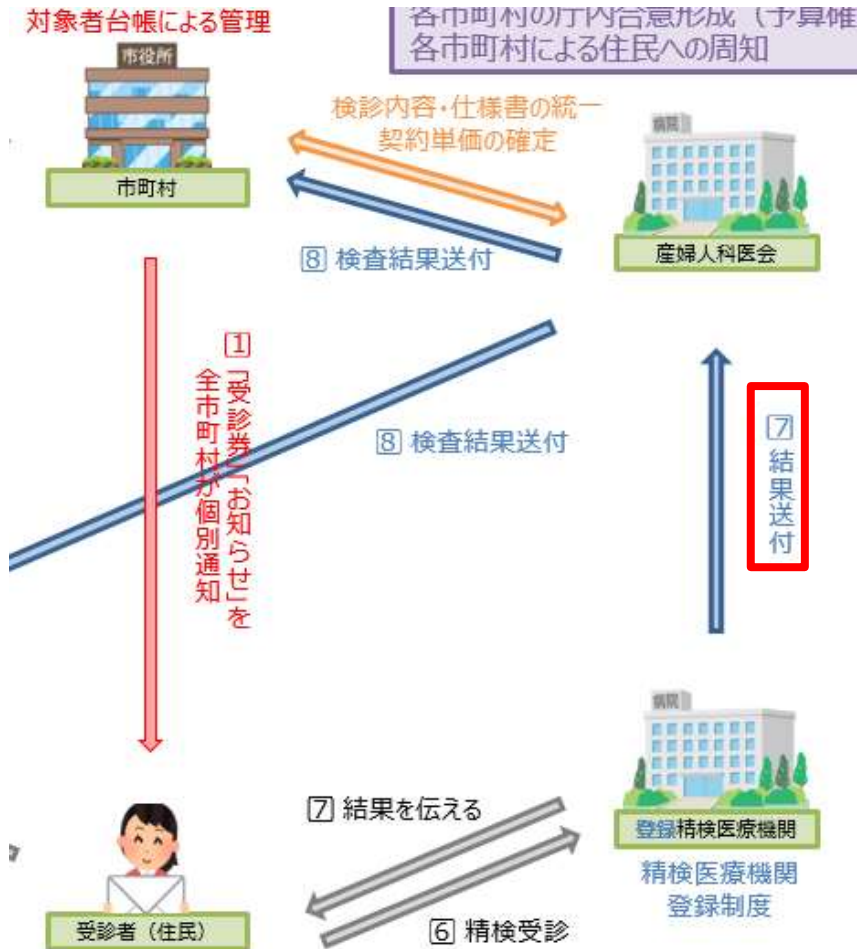 対象者台帳による管理
各市町村の庁内合意形成（予算確
各市町村による住民への周知
市役所
市町村
検診内容・仕様書の統一
契約単価の確定
病院
産婦人科医会
⑧ 検査結果送付
⑧ 検査結果送付
①「受診券」「お知らせ」を
全市町村が個別通知
⑦結果送付
病院
登録精検医療機関
精検医療機関
登録制度
⑦ 結果を伝える
⑥ 精検受診
受診者（住民）